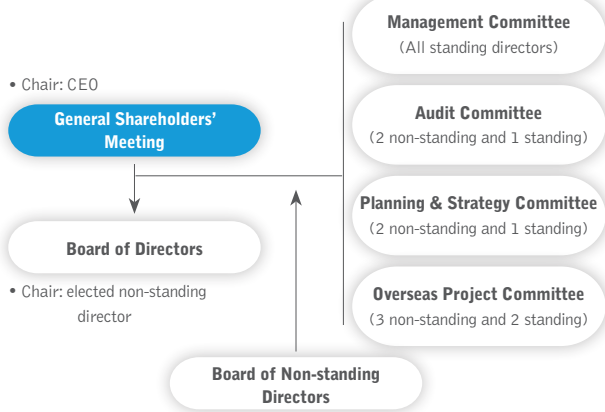 • Chair: CEO
General Shareholders'
Meeting
Board of Directors
• Chair: elected non-standing
director
Board of Non-standing
Directors
Management Committee
(All standing directors)
Audit Committee
(2 non-standing and 1 standing)
Planning & Strategy Committee
(2 non-standing and 1 standing)
Overseas Project Committee
(3 non-standing and 2 standing)